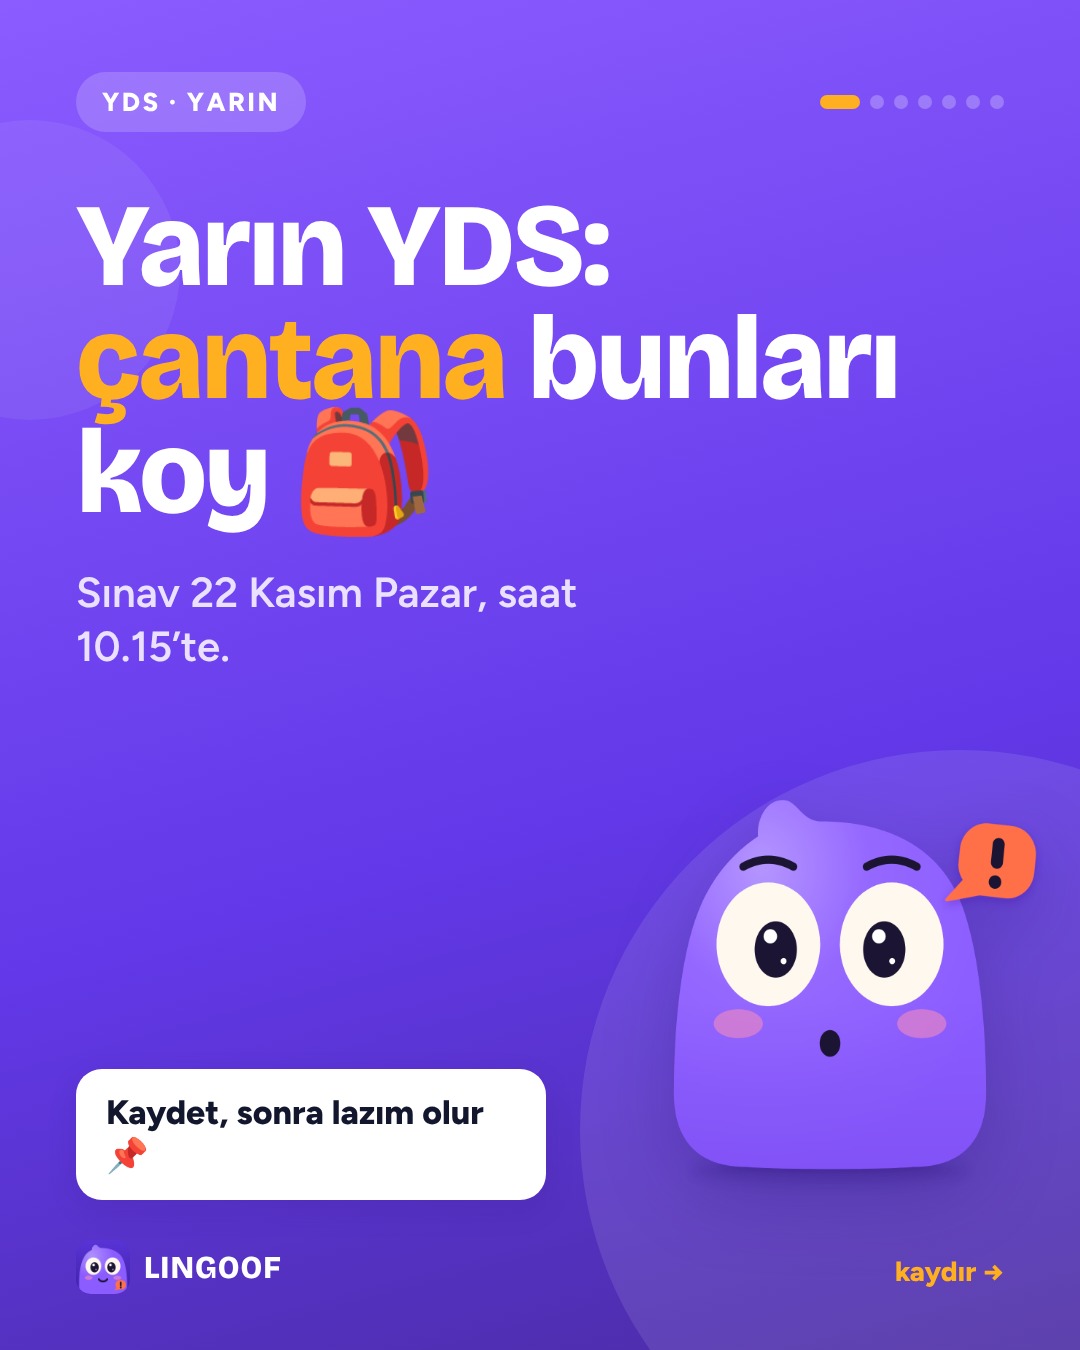 YDS · YARIN
Yarın YDS:
çantana bunları
koy 🎒
Sınav 22 Kasım Pazar, saat
10.15’te.
!
Kaydet, sonra lazım olur
📌
LINGOOF
kaydır →